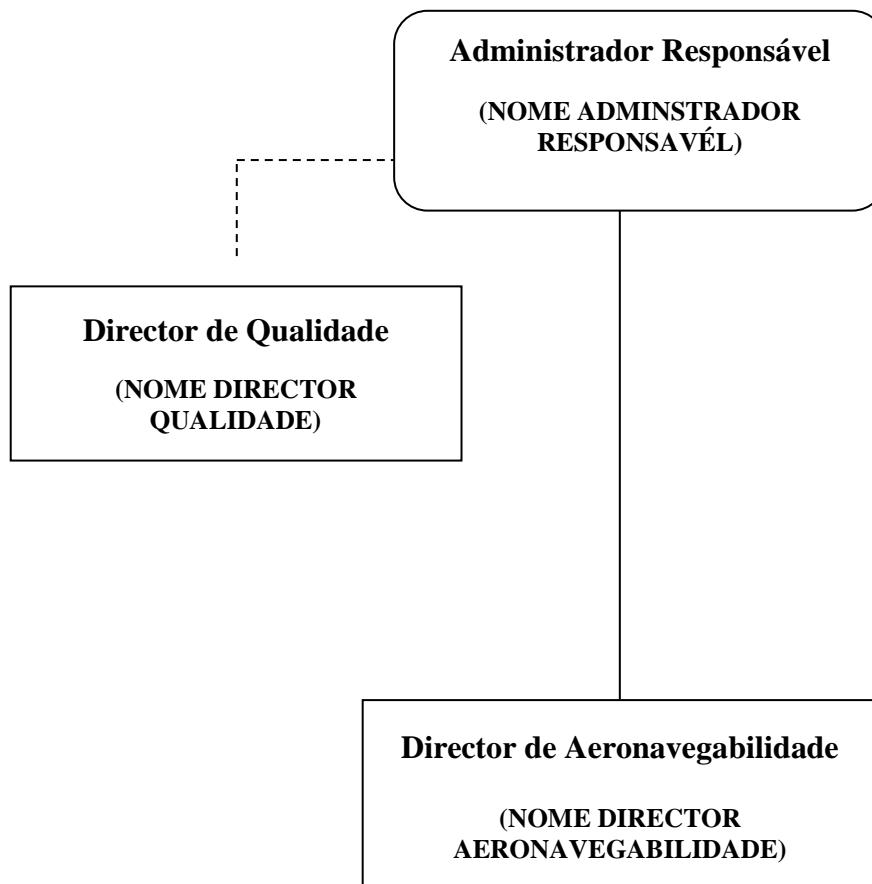 Administrador Responsável
(NOME ADMINSTRADOR
RESPONSAVÉL)
Director de Qualidade
(NOME DIRECTOR
QUALIDADE)
Director de Aeronavegabilidade
(NOME DIRECTOR
AERONAVEGABILIDADE)